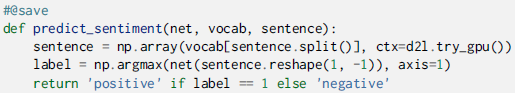 #@save
def predict_sentiment(net, vocab, sentence):
    sentence = np.array(vocab[sentence.split()], ctx=d2l.try_gpu())
    label = np.argmax(net(sentence.reshape(1, -1)), axis=1)
    return 'positive' if label == 1 else 'negative'